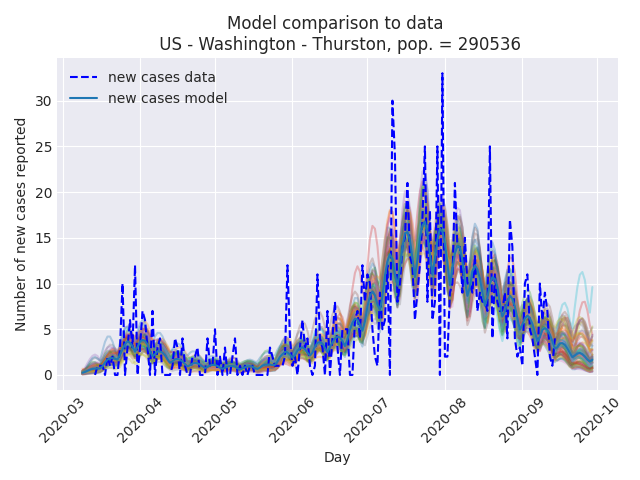 Model comparison to data
US - Washington - Thurston, pop. = 290536
new cases data
new cases model
Number of new cases reported
30
25
20
15
10
5
0
2020-03
2020-04
2020-05
2020-06
2020-07
2020-08
2020-09
2020-10
Day